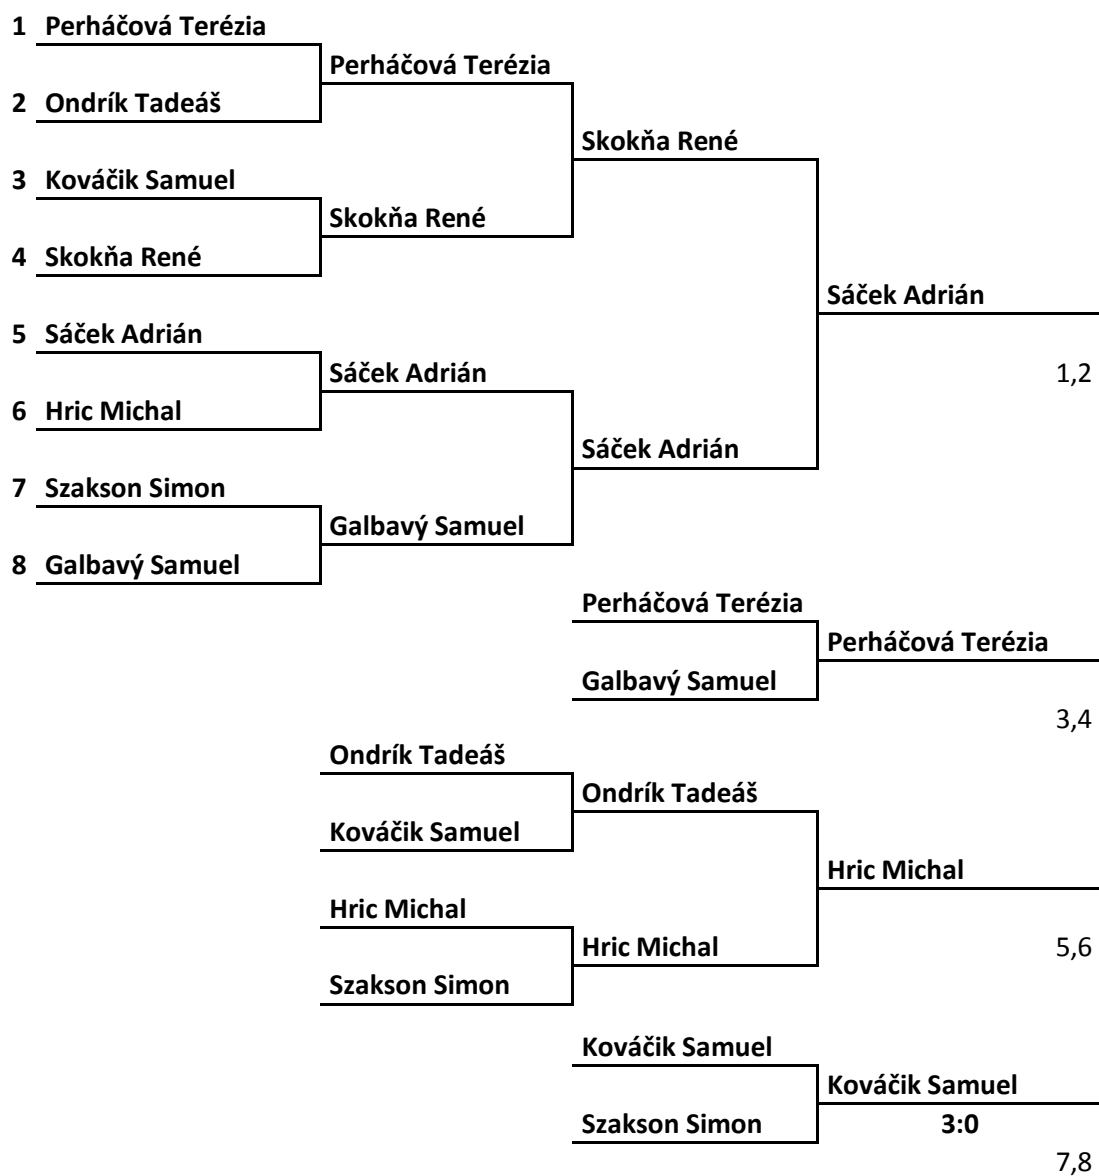 1 Perháčová Terézia
Perháčová Terézia
2 Ondrík Tadeáš
Skokňa René
3 Kováčik Samuel
Skokňa René
4 Skokňa René
Sáček Adrián
5 Sáček Adrián
Sáček Adrián
1,2
6 Hric Michal
Sáček Adrián
7 Szakson Simon
Galbavý Samuel
8 Galbavý Samuel
Perháčová Terézia
Perháčová Terézia
Galbavý Samuel
3,4
Ondrík Tadeáš
Ondrík Tadeáš
Kováčik Samuel
Hric Michal
Hric Michal
Hric Michal
5,6
Szakson Simon
Kováčik Samuel
Kováčik Samuel
Szakson Simon
3:0
7,8